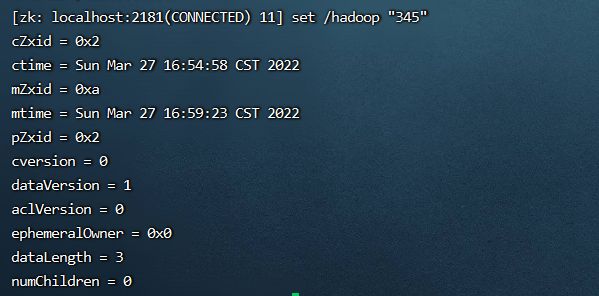 [zk: localhost:2181(CONNECTED) 11] set /hadoop "345"
cZxid = 0x2
ctime = Sun Mar 27 16:54:58 CST 2022
mZxid = 0xa
mtime = Sun Mar 27 16:59:23 CST 2022
pZxid = 0x2
cversion = 0
dataVersion = 1
aclVersion = 0
ephemeralOwner = 0x0
dataLength = 3
numChildren = 0